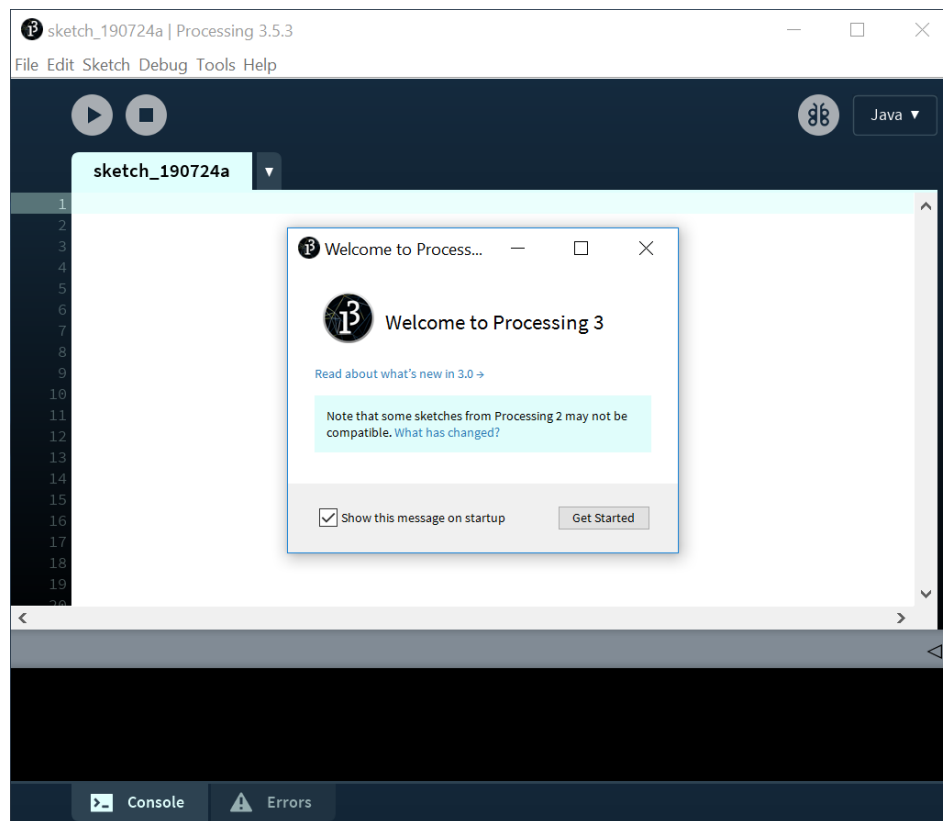 sketch_190724a | Processing 3.5.3
File Edit Sketch Debug Tools Help
Java ▼
sketch_190724a ▼
1
2
3
4
5
6
7
8
9
10
11
12
13
14
15
16
17
18
19
20
Welcome to Process...
Welcome to Processing 3
Read about what's new in 3.0 →
Note that some sketches from Processing 2 may not be
compatible. What has changed?
Show this message on startup Get Started
Console Errors